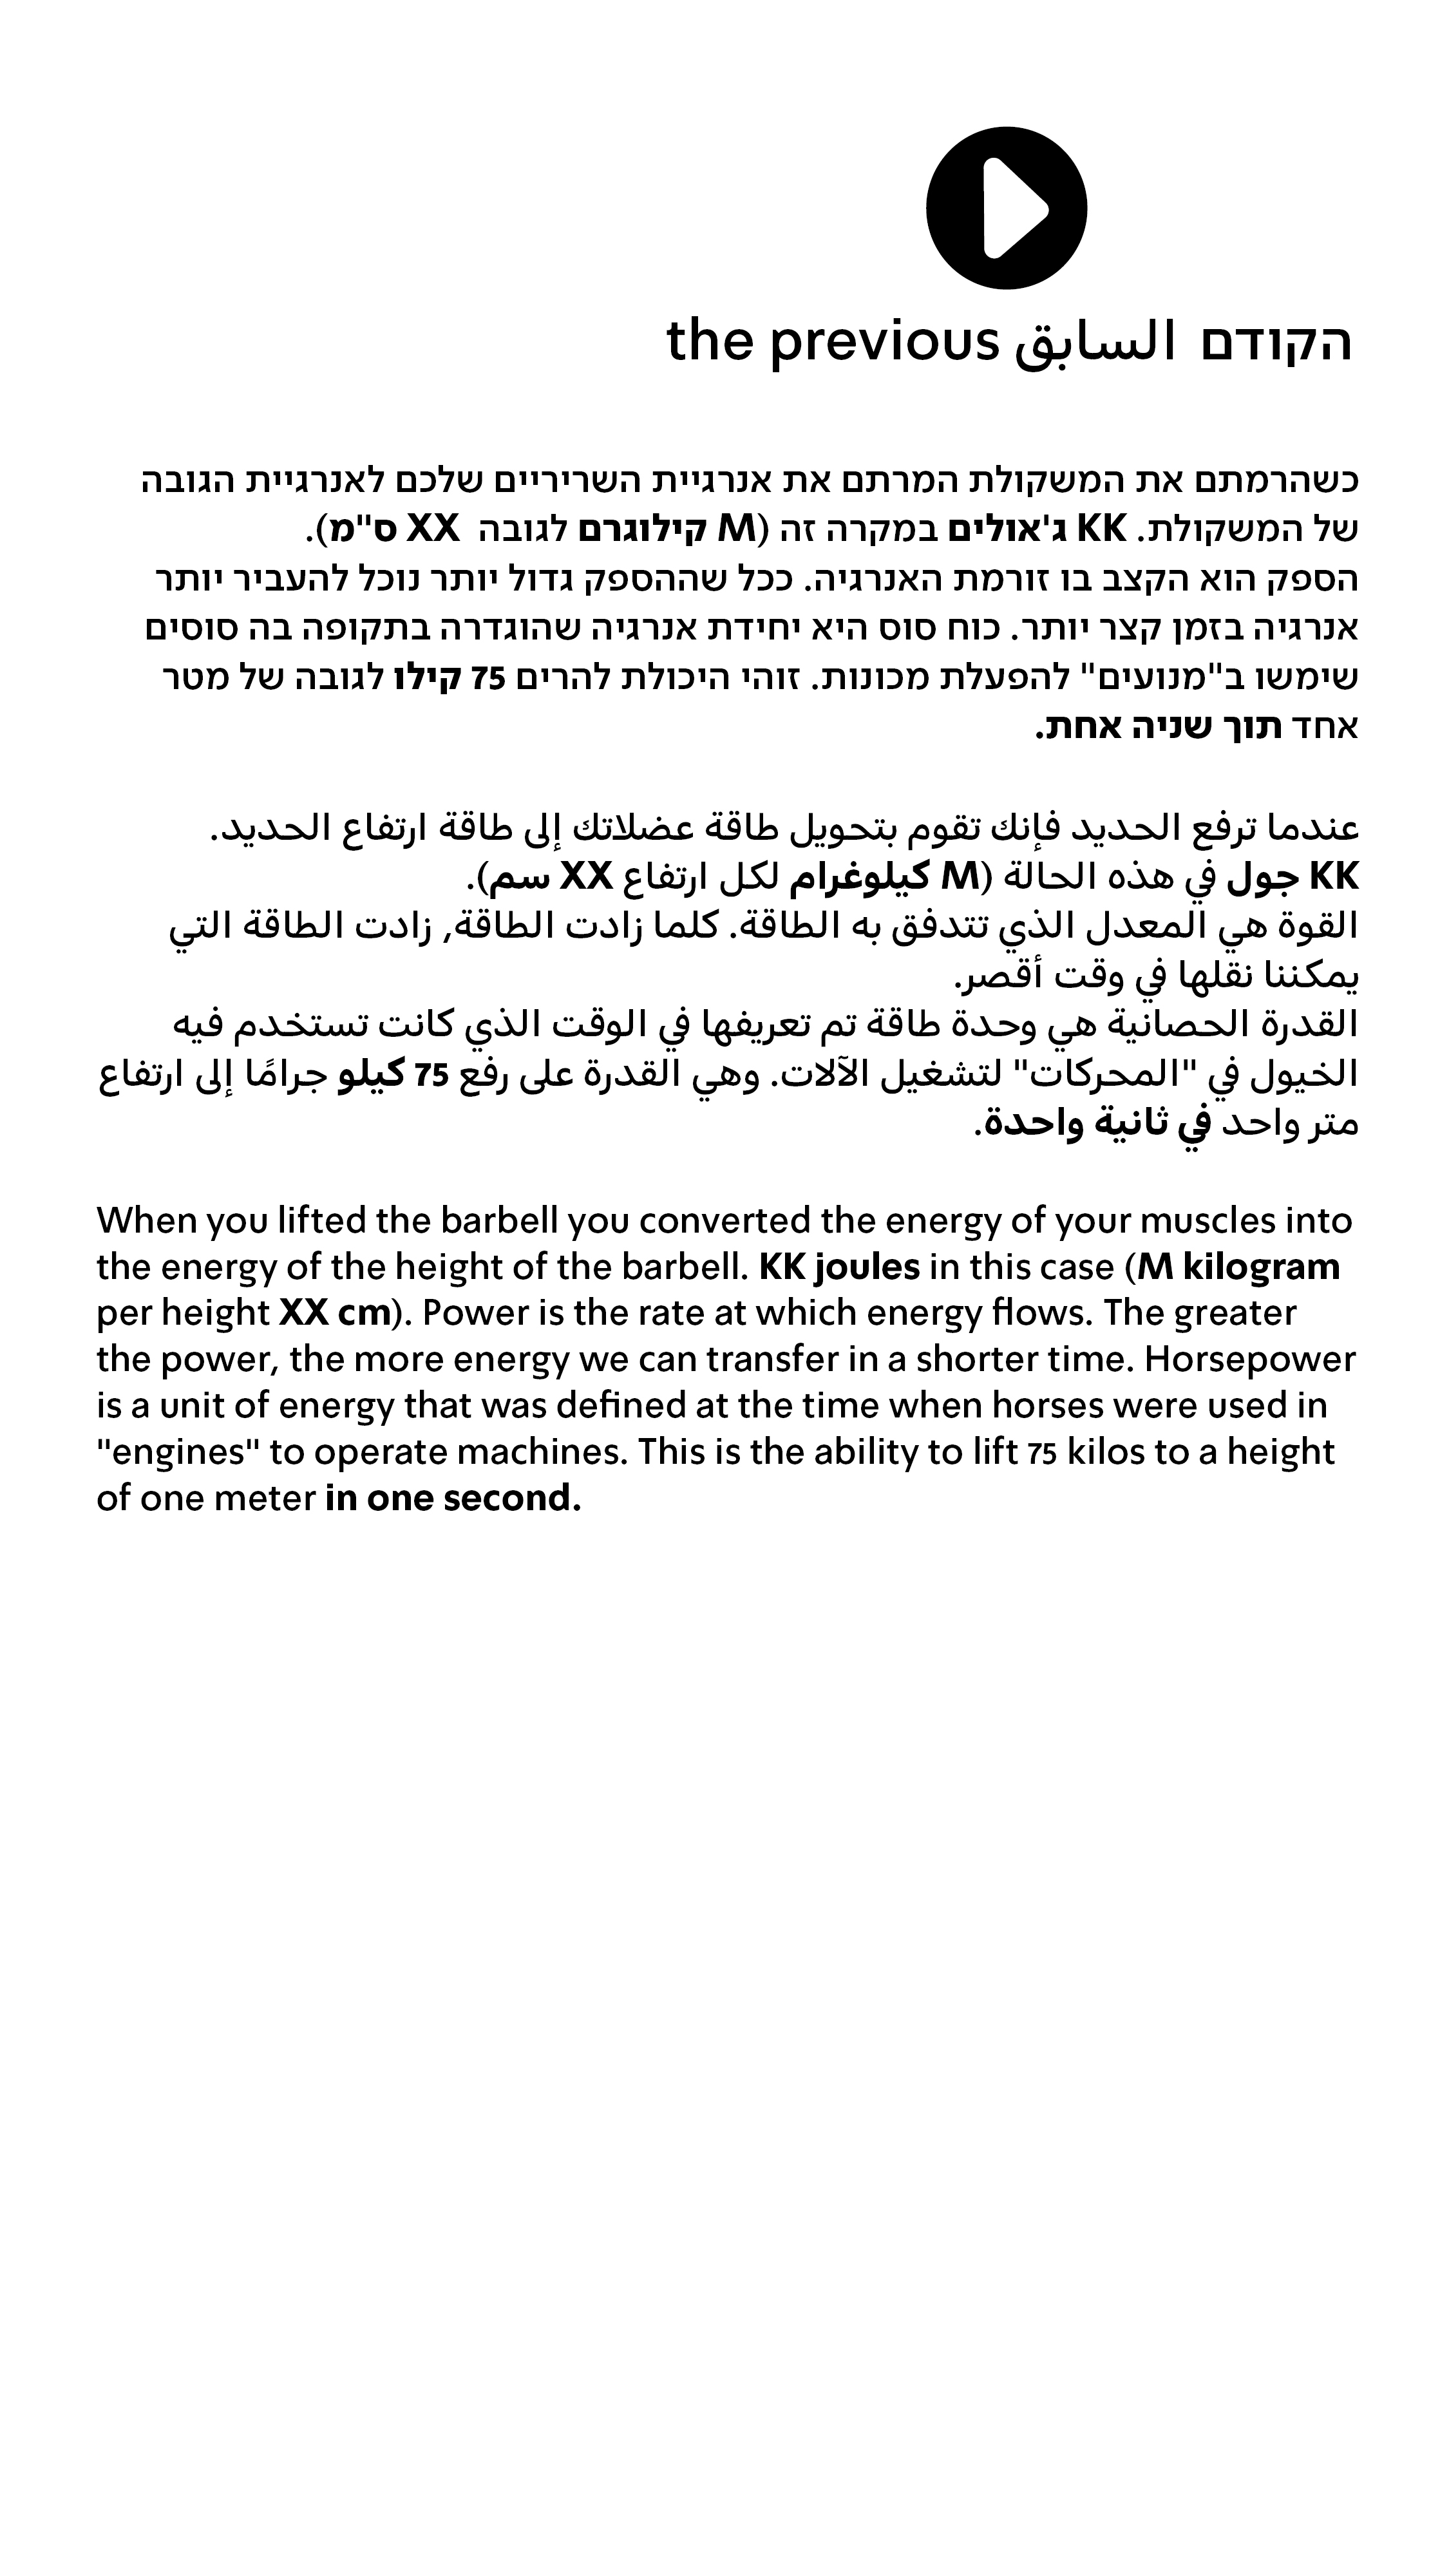 הקודם السابق the previous
כשהרמתם את המשקולת המרתם את אנרגיית השריריים שלכם לאנרגיית הגובה
של המשקולת. KK ג'אולים במקרה זה (M קילוגרם לגובה XX ס"מ).
הספק הוא הקצב בו זורמת האנרגיה. ככל שההספק גדול יותר נוכל להעביר יותר
אנרגיה בזמן קצר יותר. כוח סוס היא יחידת אנרגיה שהוגדרה בתקופה בה סוסים
שימשו ב"מנועים" להפעלת מכונות. זוהי היכולת להרים 75 קילו לגובה של מטר
אחד תוך שניה אחת.
عندما ترفع الحديد فإنك تقوم بتحويل طاقة عضلاتك إلى طاقة ارتفاع الحديد.
KK جول في هذه الحالة (M كيلوغرام لكل ارتفاع XX سم).
القوة هي المعدل الذي تتدفق به الطاقة. كلما زادت الطاقة, زادت الطاقة التي
يمكننا نقلها في وقت أقصر.
القدرة الحصانية هي وحدة طاقة تم تعريفها في الوقت الذي كانت تستخدم فيه
الخيول في "المحركات" لتشغيل الآلات. وهي القدرة على رفع 75 كيلو جرامًا إلى ارتفاع
متر واحد في ثانية واحدة.
When you lifted the barbell you converted the energy of your muscles into
the energy of the height of the barbell. KK joules in this case (M kilogram
per height XX cm). Power is the rate at which energy flows. The greater
the power, the more energy we can transfer in a shorter time. Horsepower
is a unit of energy that was defined at the time when horses were used in
"engines" to operate machines. This is the ability to lift 75 kilos to a height
of one meter in one second.